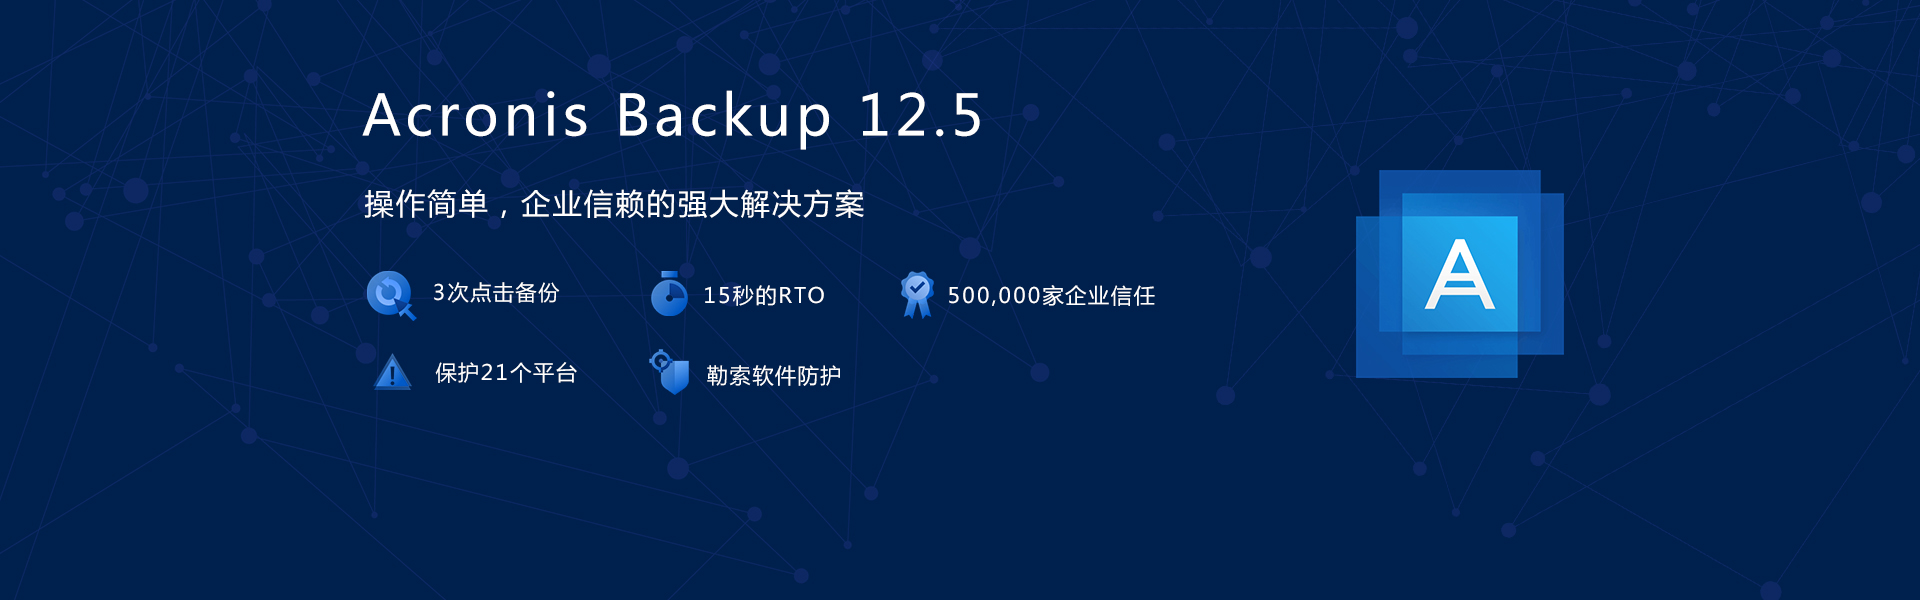 Acronis Backup 12.5
操作简单，企业信赖的强大解决方案
3次点击备份
15秒的RTO
500,000家企业信任
保护21个平台
勒索软件防护
A